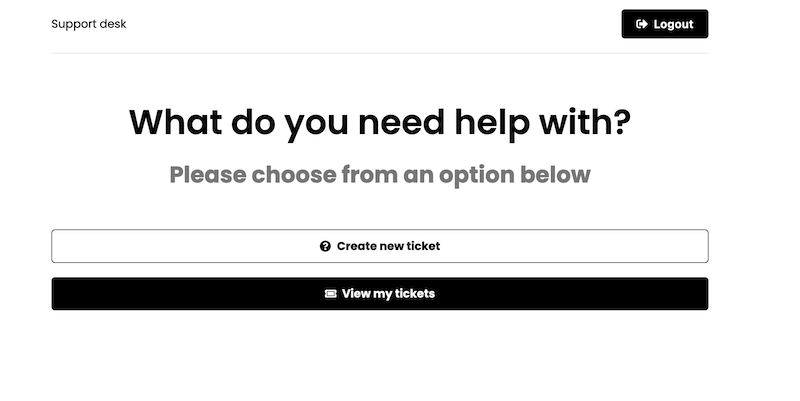 Support desk
Logout
What do you need help with?
Please choose from an option below
Create new ticket
View my tickets